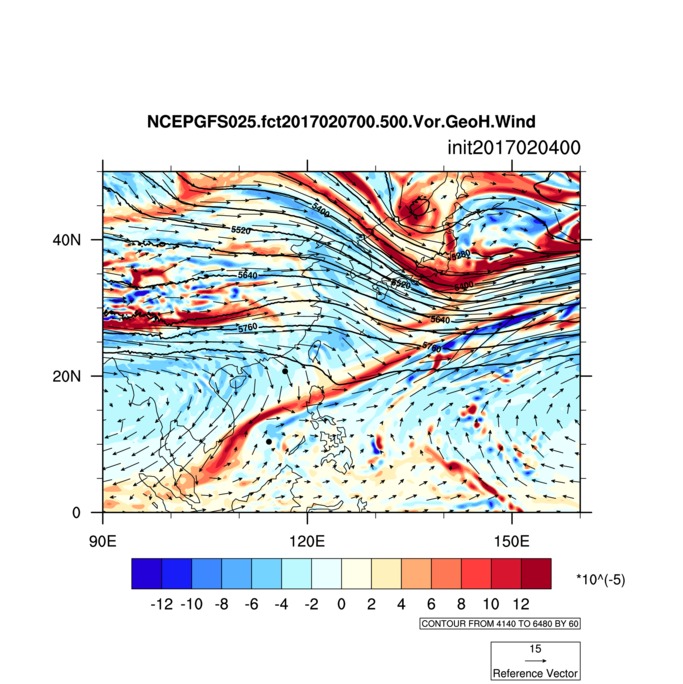 NCEPGFS025.fct2017020700.500.Vor.GeoH.Wind
init2017020400
5400
5520
5280
5640
5520
5400
5640
5760
5760
40N
20N
0
90E 120E 150E
-12 -10 -8 -6 -4 -2 0 2 4 6 8 10 12
*10^(-5)
CONTOUR FROM 4140 TO 6480 BY 60
15
Reference Vector